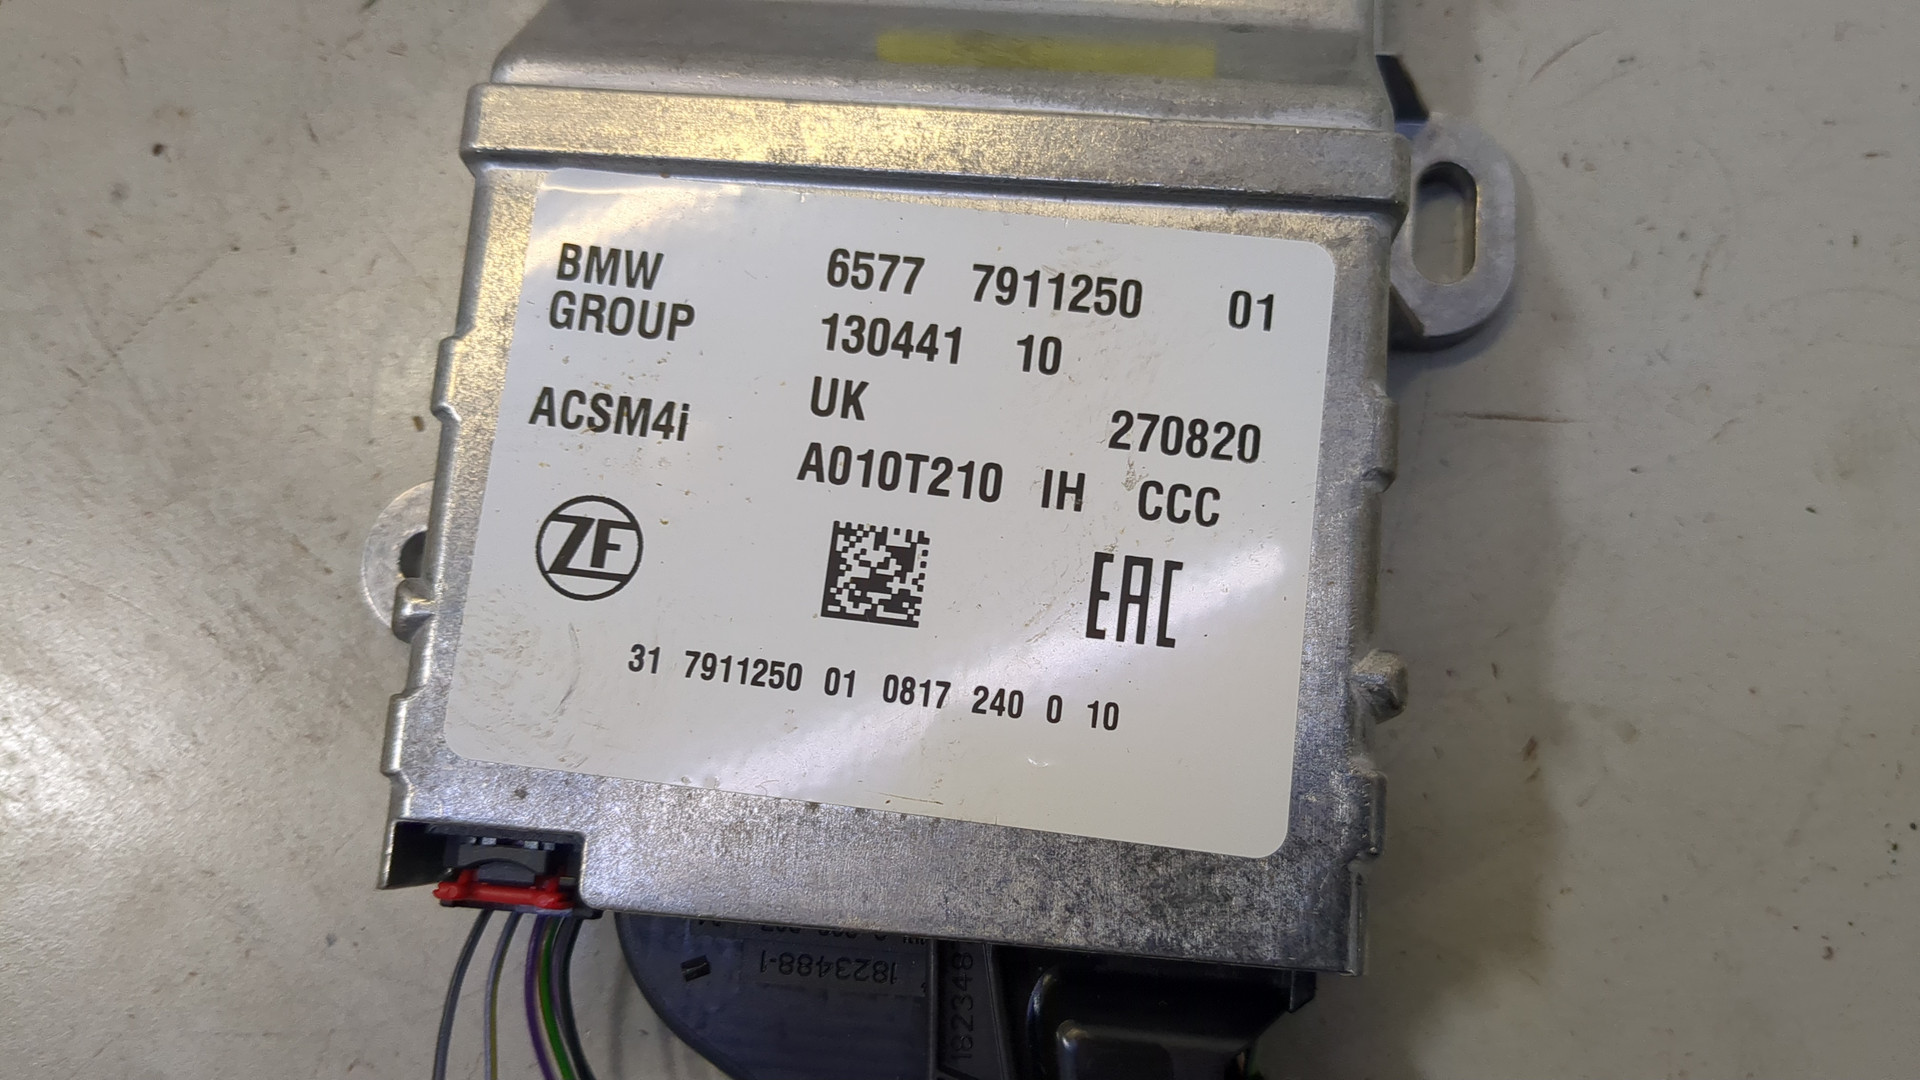 BMW GROUP
6577 7911250 01
130441 10
ACSM4i
UK 270820
A010T210 IH CCC
ZF
EAC
31 7911250 01 0817 240 0 10
1823488-1
182348